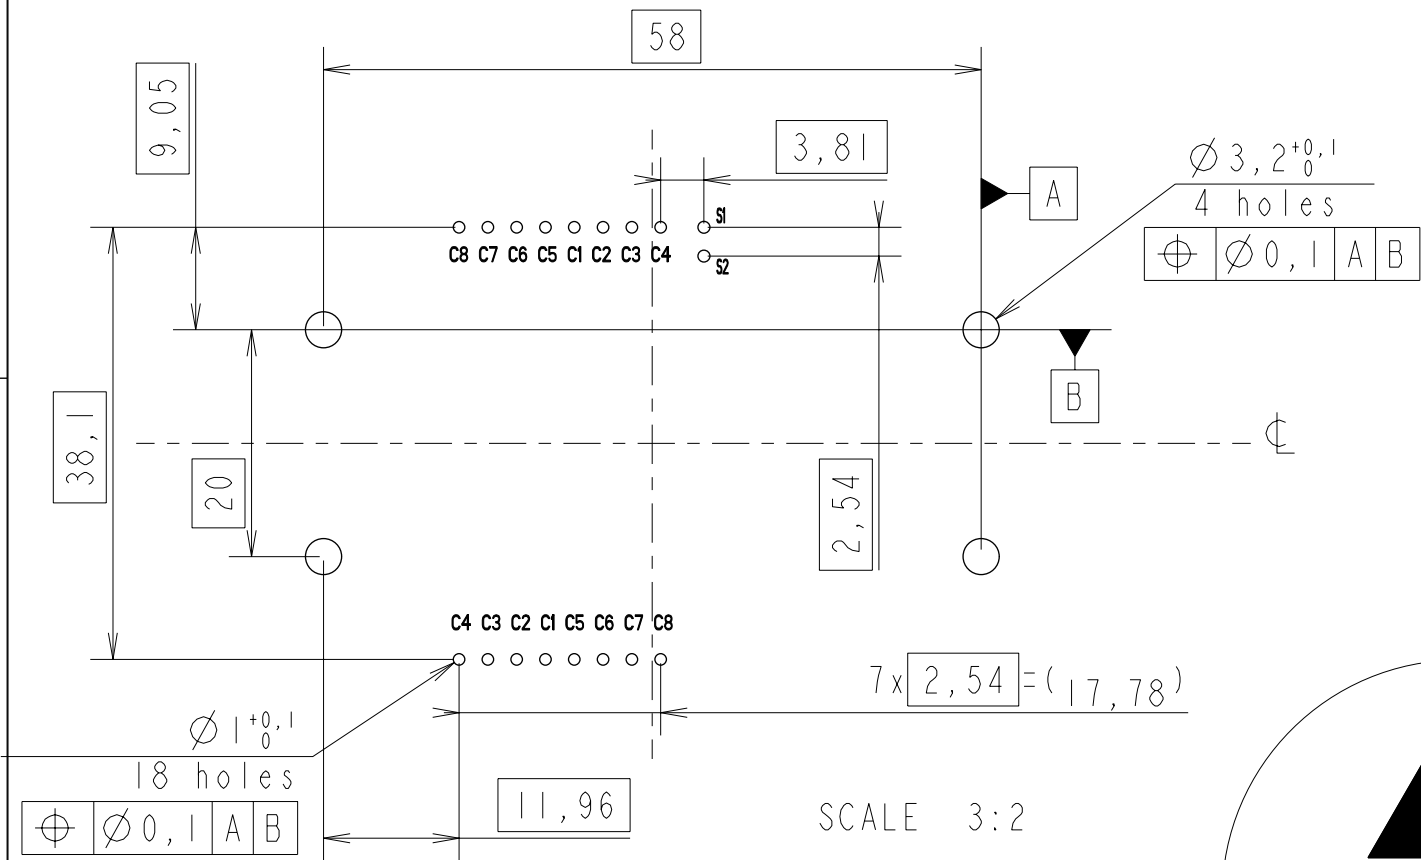 58
9,05
3,81
Ø3,2 +0,1 0
4 holes
⌖ Ø0,1 A B
A
S1
C8 C7 C6 C5 C1 C2 C3 C4
S2
B
38,1
20
2,54
C4 C3 C2 C1 C5 C6 C7 C8
7x 2,54 =(17,78)
Ø1 +0,1 0
18 holes
⌖ Ø0,1 A B
11,96
SCALE 3:2